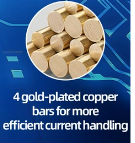 4 gold-plated copper
bars for more
efficient current handling